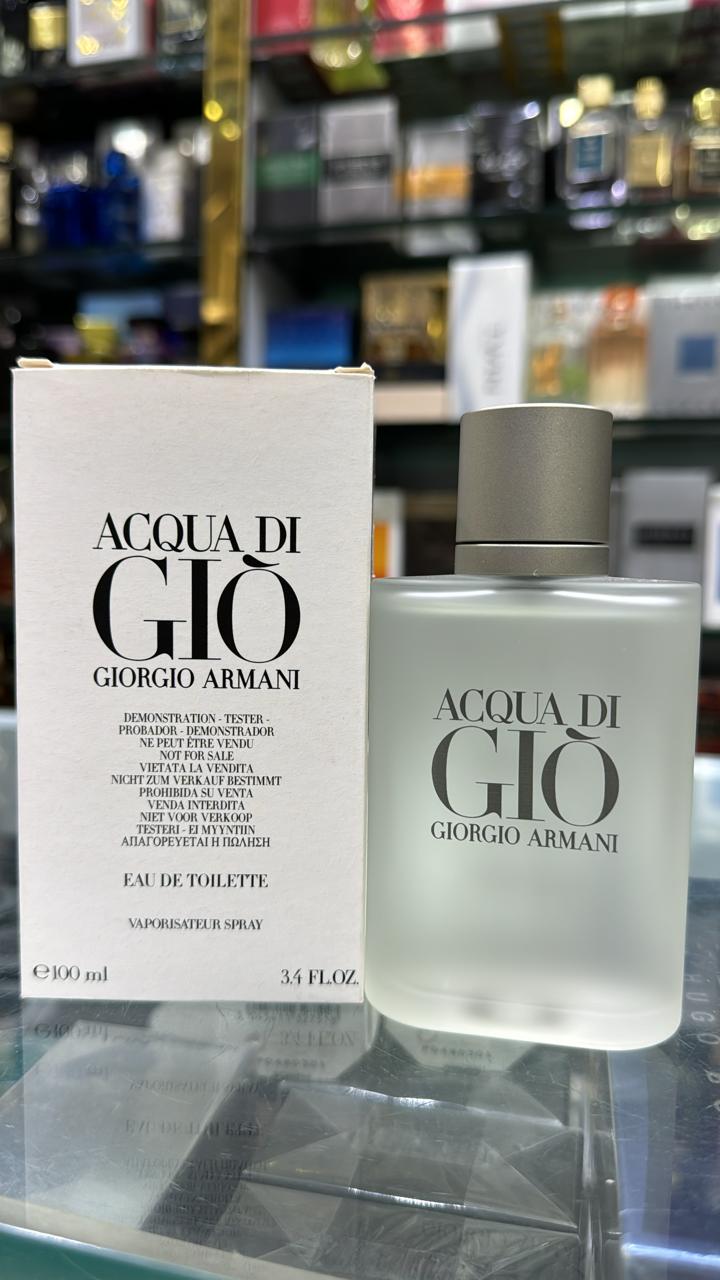 ACQUA DI
GIÒ
GIORGIO ARMANI
DEMONSTRATION - TESTER -
PROBADOR - DEMONSTRADOR
NE PEUT ÊTRE VENDU
NOT FOR SALE
VIETATA LA VENDITA
NICHT ZUM VERKAUF BESTIMMT
PROHIBIDA SU VENTA
VENDA INTERDITA
NIET VOOR VERKOOP
TESTERI - EI MYYNTIIN
ΑΠΑΓΟΡΕΥΕΤΑΙ Η ΠΩΛΗΣΗ
EAU DE TOILETTE
VAPORISATEUR SPRAY
℮100 ml 3.4 FL.OZ.
ACQUA DI
GIÒ
GIORGIO ARMANI